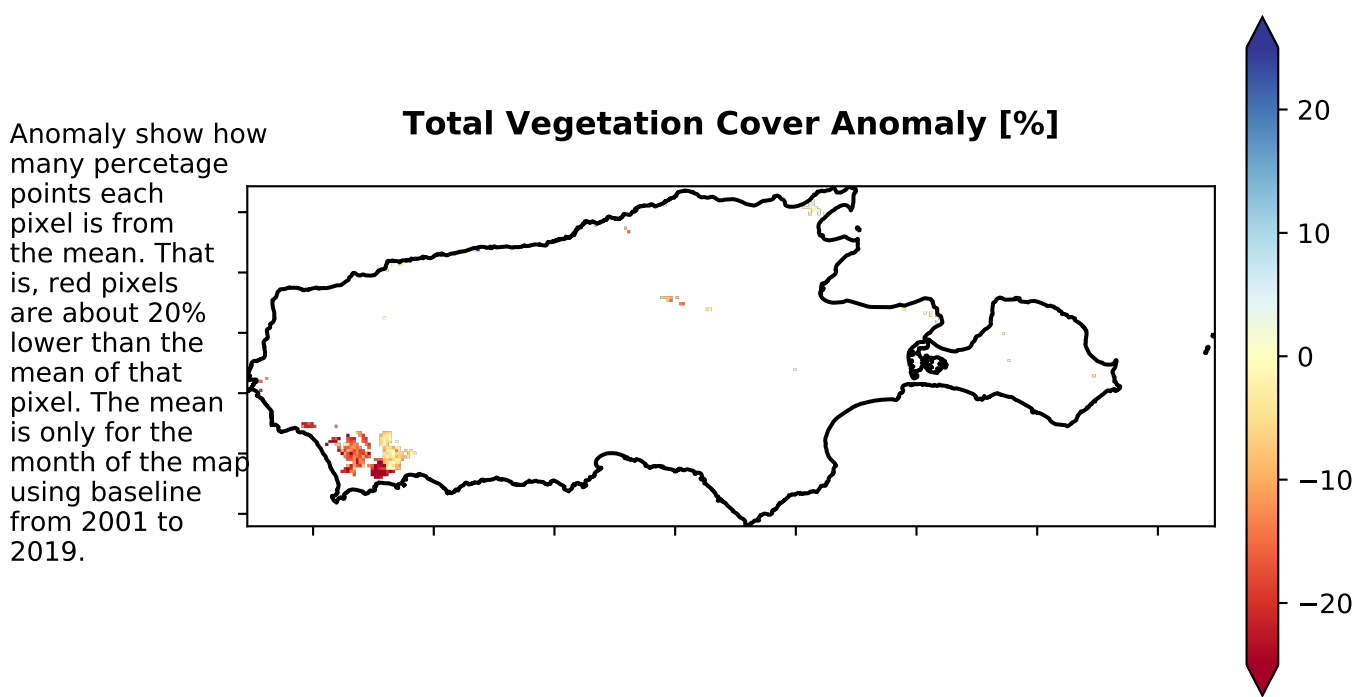 Total Vegetation Cover Anomaly [%]
Anomaly show how
many percetage
points each
pixel is from
the mean. That
is, red pixels
are about 20%
lower than the
mean of that
pixel. The mean
is only for the
month of the map
using baseline
from 2001 to
2019.
20
10
0
−10
−20